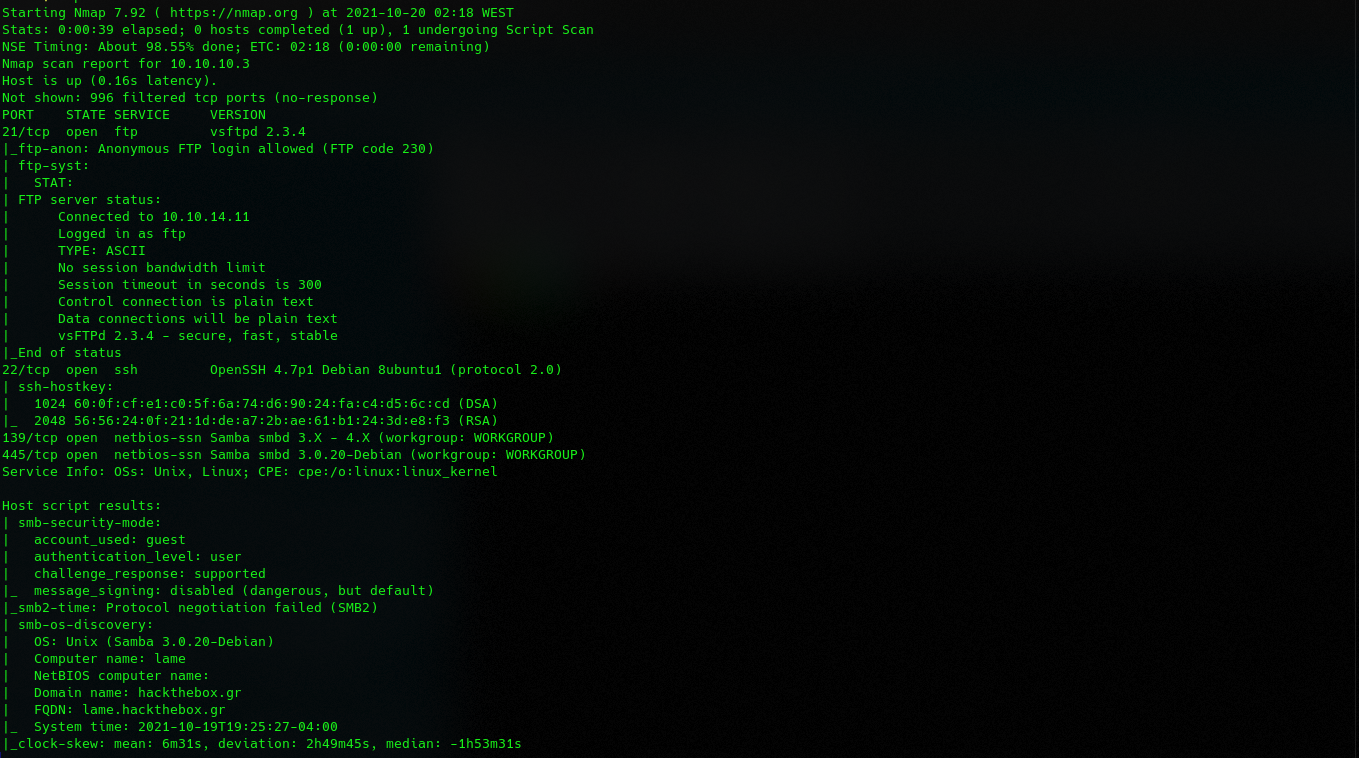 Starting Nmap 7.92 ( https://nmap.org ) at 2021-10-20 02:18 WEST
Stats: 0:00:39 elapsed; 0 hosts completed (1 up), 1 undergoing Script Scan
NSE Timing: About 98.55% done; ETC: 02:18 (0:00:00 remaining)
Nmap scan report for 10.10.10.3
Host is up (0.16s latency).
Not shown: 996 filtered tcp ports (no-response)
PORT    STATE SERVICE     VERSION
21/tcp  open  ftp         vsftpd 2.3.4
|_ftp-anon: Anonymous FTP login allowed (FTP code 230)
| ftp-syst:
|   STAT:
| FTP server status:
|      Connected to 10.10.14.11
|      Logged in as ftp
|      TYPE: ASCII
|      No session bandwidth limit
|      Session timeout in seconds is 300
|      Control connection is plain text
|      Data connections will be plain text
|      vsFTPd 2.3.4 - secure, fast, stable
|_End of status
22/tcp  open  ssh         OpenSSH 4.7p1 Debian 8ubuntu1 (protocol 2.0)
| ssh-hostkey:
|   1024 60:0f:cf:e1:c0:5f:6a:74:d6:90:24:fa:c4:d5:6c:cd (DSA)
|_  2048 56:56:24:0f:21:1d:de:a7:2b:ae:61:b1:24:3d:e8:f3 (RSA)
139/tcp open  netbios-ssn Samba smbd 3.X - 4.X (workgroup: WORKGROUP)
445/tcp open  netbios-ssn Samba smbd 3.0.20-Debian (workgroup: WORKGROUP)
Service Info: OSs: Unix, Linux; CPE: cpe:/o:linux:linux_kernel

Host script results:
| smb-security-mode:
|   account_used: guest
|   authentication_level: user
|   challenge_response: supported
|_  message_signing: disabled (dangerous, but default)
|_smb2-time: Protocol negotiation failed (SMB2)
| smb-os-discovery:
|   OS: Unix (Samba 3.0.20-Debian)
|   Computer name: lame
|   NetBIOS computer name:
|   Domain name: hackthebox.gr
|   FQDN: lame.hackthebox.gr
|_  System time: 2021-10-19T19:25:27-04:00
|_clock-skew: mean: 6m31s, deviation: 2h49m45s, median: -1h53m31s